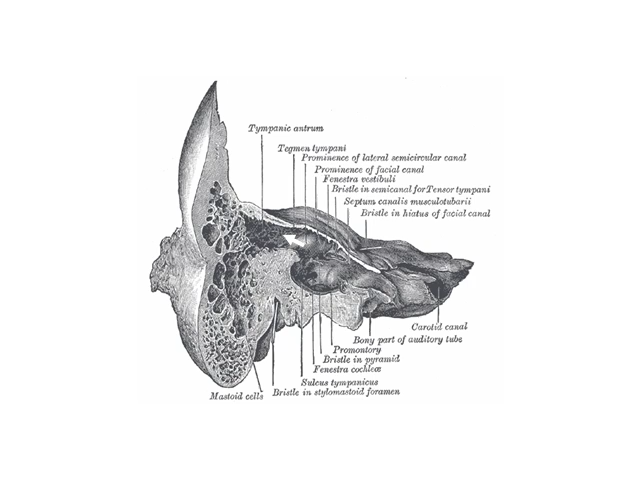 Tympanic antrum
Tegmen tympani
Prominence of lateral semicircular canal
Prominence of facial canal
Fenestra vestibuli
Bristle in semicanal for Tensor tympani
Septum canalis musculotubarii
Bristle in hiatus of facial canal
Carotid canal
Bony part of auditory tube
Promontory
Bristle in pyramid
Fenestra cochleæ
Sulcus tympanicus
Bristle in stylomastoid foramen
Mastoid cells